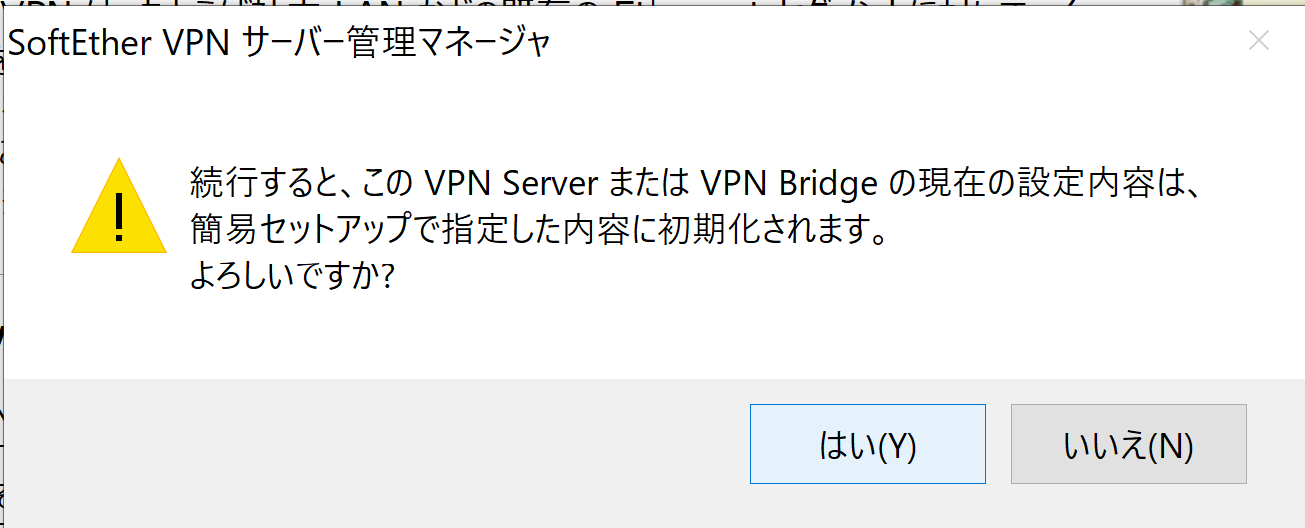 SoftEther VPN サーバー管理マネージャ
続行すると、この VPN Server または VPN Bridge の現在の設定内容は、
簡易セットアップで指定した内容に初期化されます。
よろしいですか?
はい(Y)
いいえ(N)